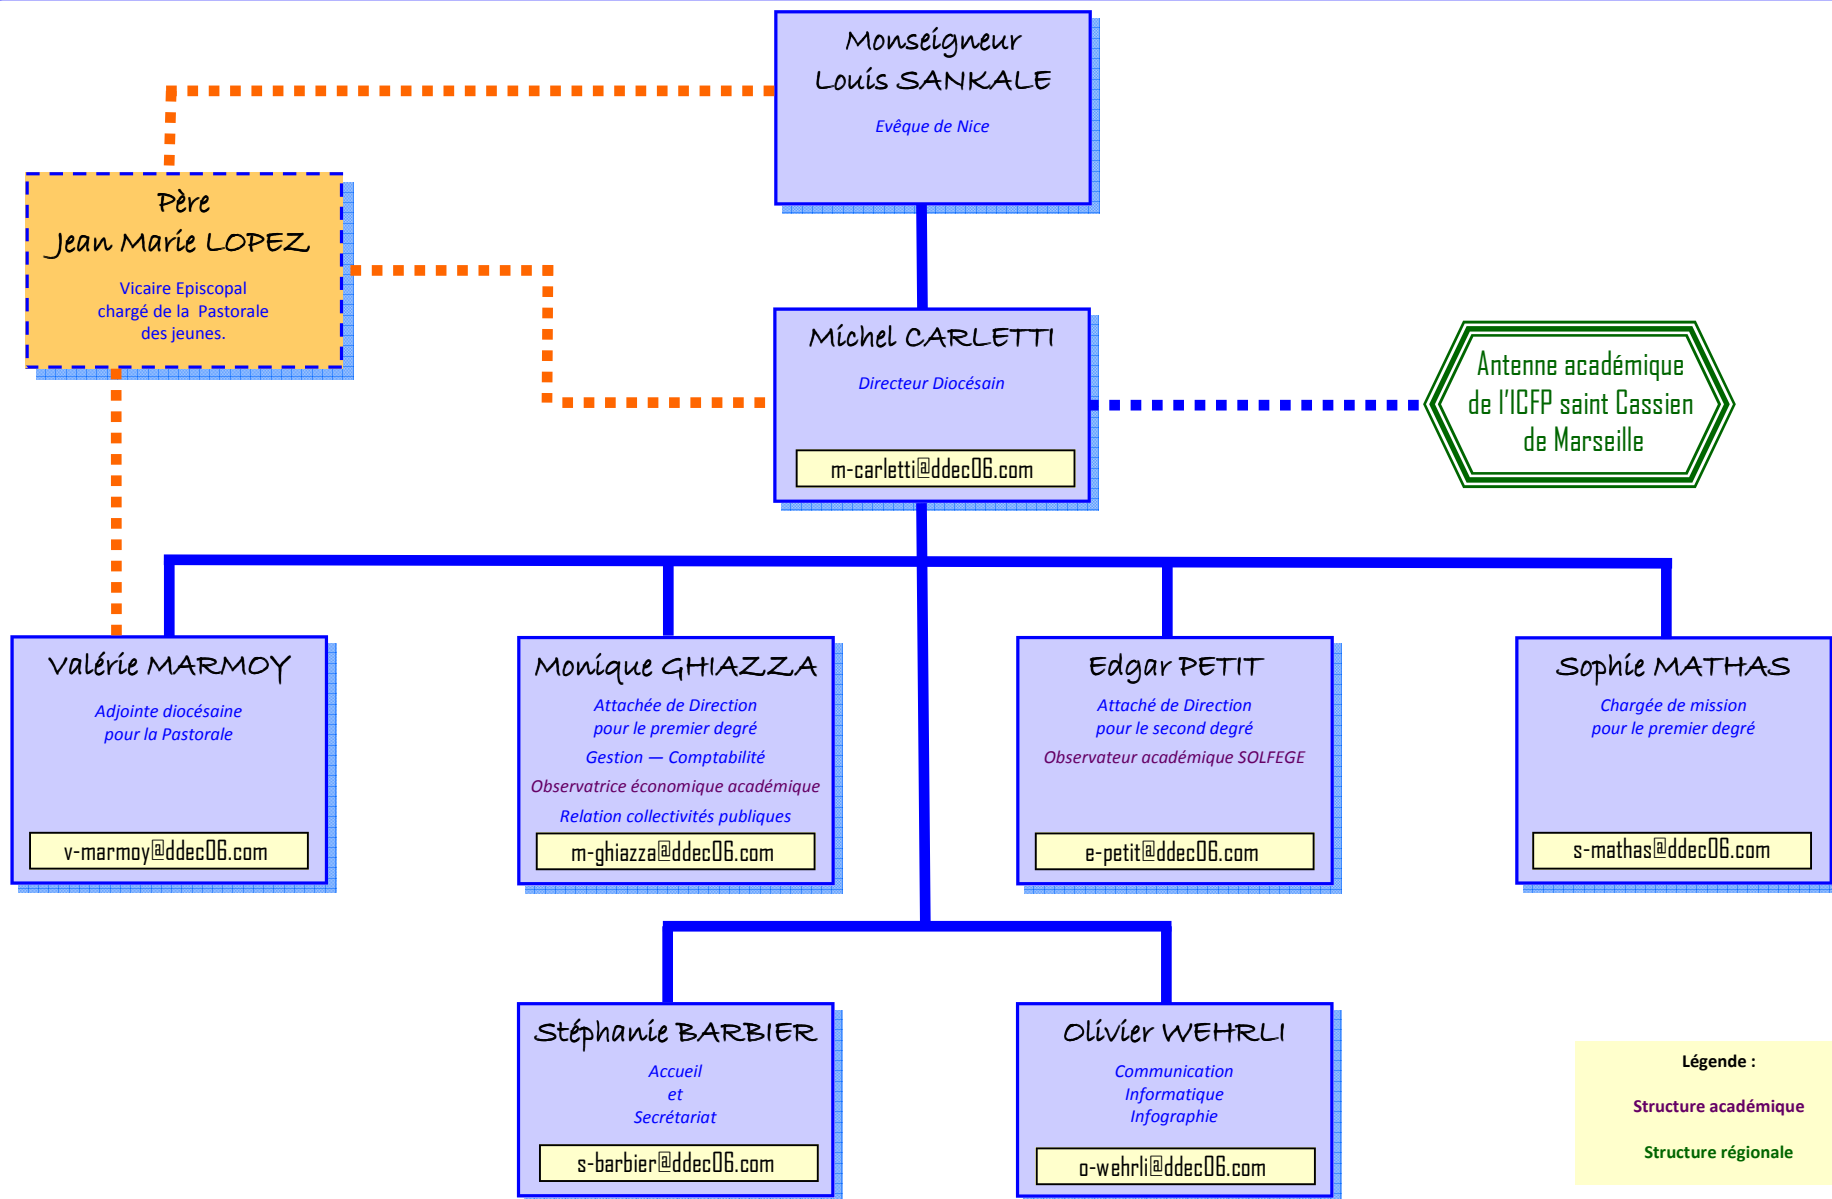 Monseigneur
Louis SANKALE
Evêque de Nice
Père
Jean Marie LOPEZ
Vicaire Episcopal
chargé de la Pastorale
des jeunes.
Michel CARLETTI
Directeur Diocésain
m-carletti@ddec06.com
Antenne académique
de l'ICFP saint Cassien
de Marseille
Valérie MARMOY
Adjointe diocésaine
pour la Pastorale
v-marmoy@ddec06.com
Monique GHIAZZA
Attachée de Direction
pour le premier degré
Gestion — Comptabilité
Observatrice économique académique
Relation collectivités publiques
m-ghiazza@ddec06.com
Edgar PETIT
Attaché de Direction
pour le second degré
Observateur académique SOLFEGE
e-petit@ddec06.com
Sophie MATHAS
Chargée de mission
pour le premier degré
s-mathas@ddec06.com
Stéphanie BARBIER
Accueil
et
Secrétariat
s-barbier@ddec06.com
Olivier WEHRLI
Communication
Informatique
Infographie
o-wehrli@ddec06.com
Légende :
Structure académique
Structure régionale